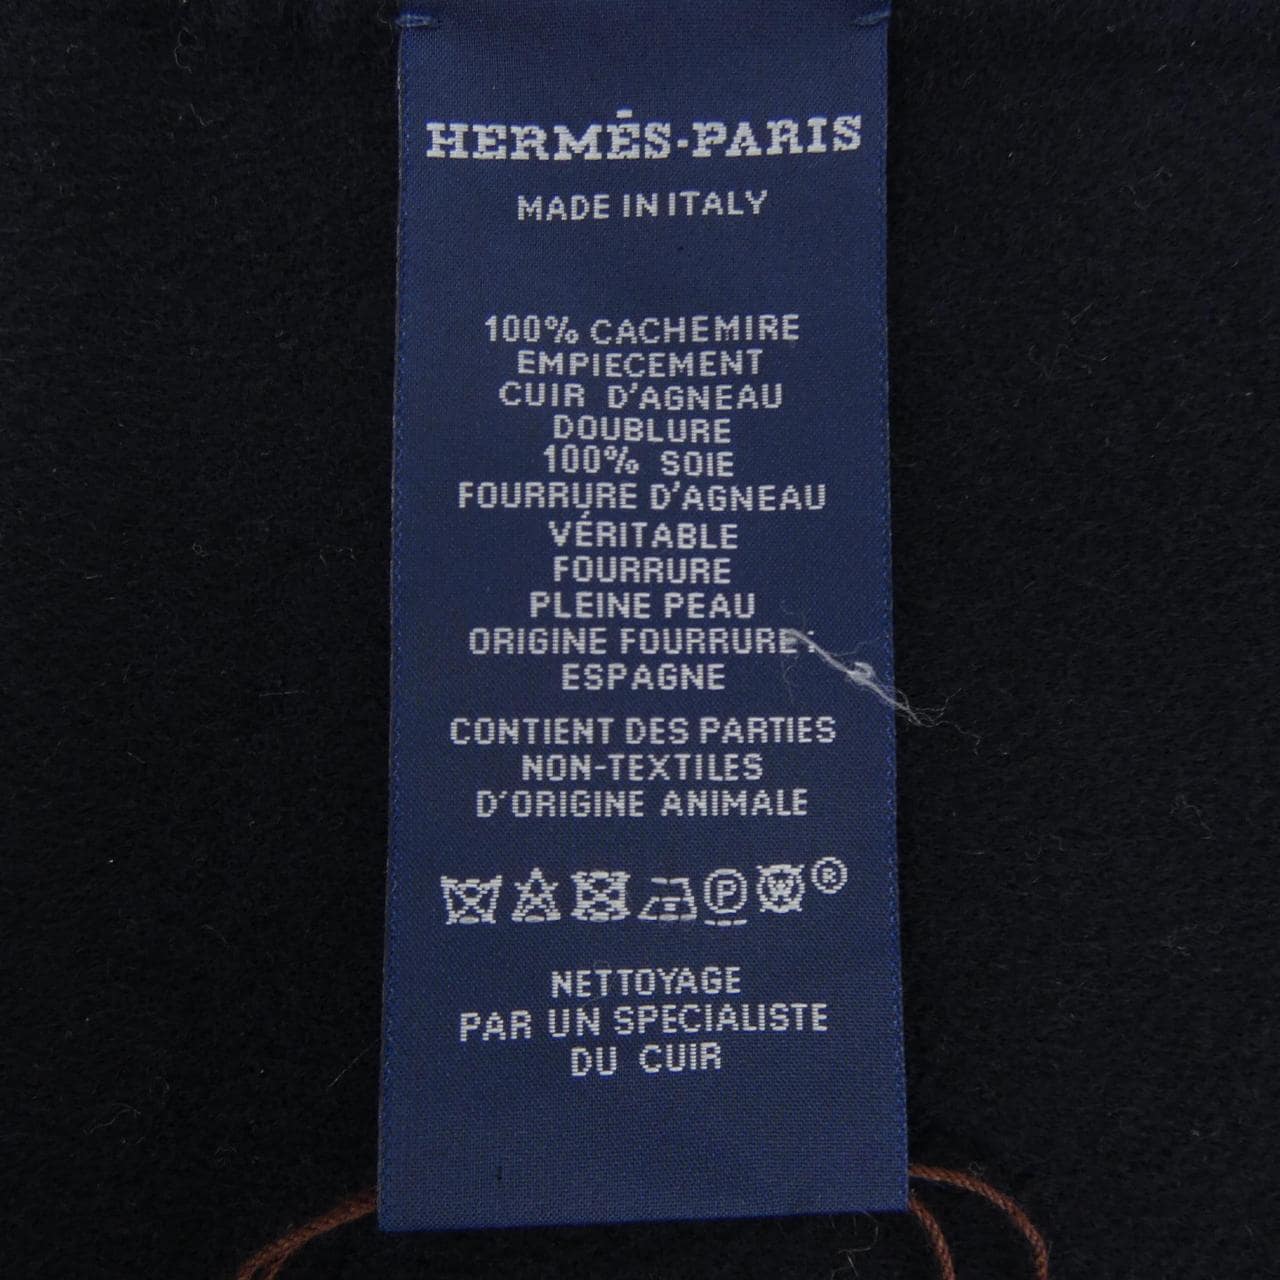 HERMÈS-PARIS
MADE IN ITALY
100% CACHEMIRE
EMPIECEMENT
CUIR D'AGNEAU
DOUBLURE
100% SOIE
FOURRURE D'AGNEAU
VÉRITABLE
FOURRURE
PLEINE PEAU
ORIGINE FOURRURE:
ESPAGNE
CONTIENT DES PARTIES
NON-TEXTILES
D'ORIGINE ANIMALE
P W ®
NETTOYAGE
PAR UN SPECIALISTE
DU CUIR